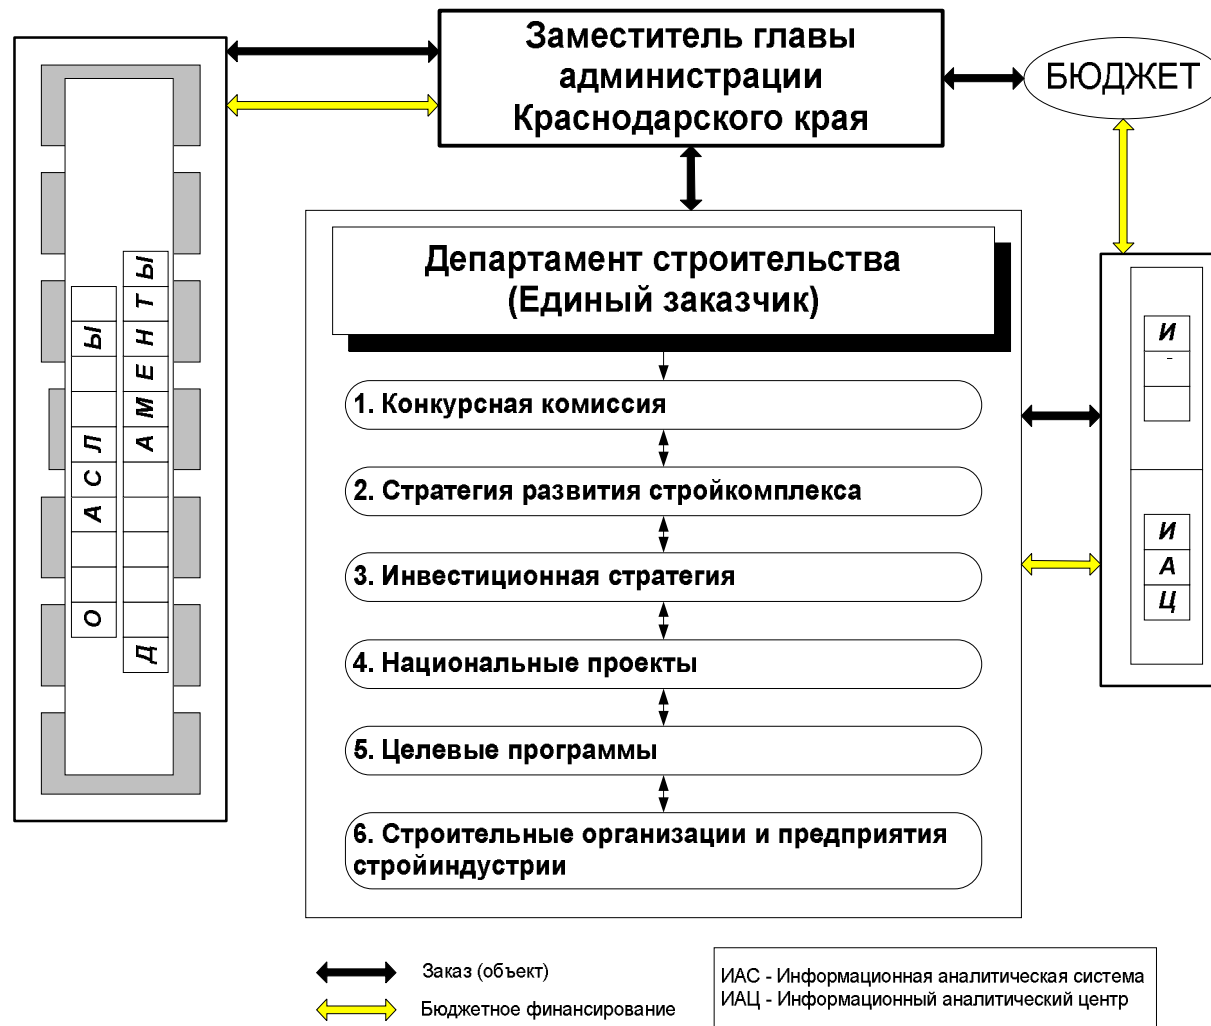 Заместитель главы
администрации
Краснодарского края
БЮДЖЕТ
Департамент строительства
(Единый заказчик)
1. Конкурсная комиссия
2. Стратегия развития стройкомплекса
3. Инвестиционная стратегия
4. Национальные проекты
5. Целевые программы
6. Строительные организации и предприятия
стройиндустрии
О АСЛ Ы
Д АМЕНТЫ
И
ИАЦ
Заказ (объект)
Бюджетное финансирование
ИАС - Информационная аналитическая система
ИАЦ - Информационный аналитический центр